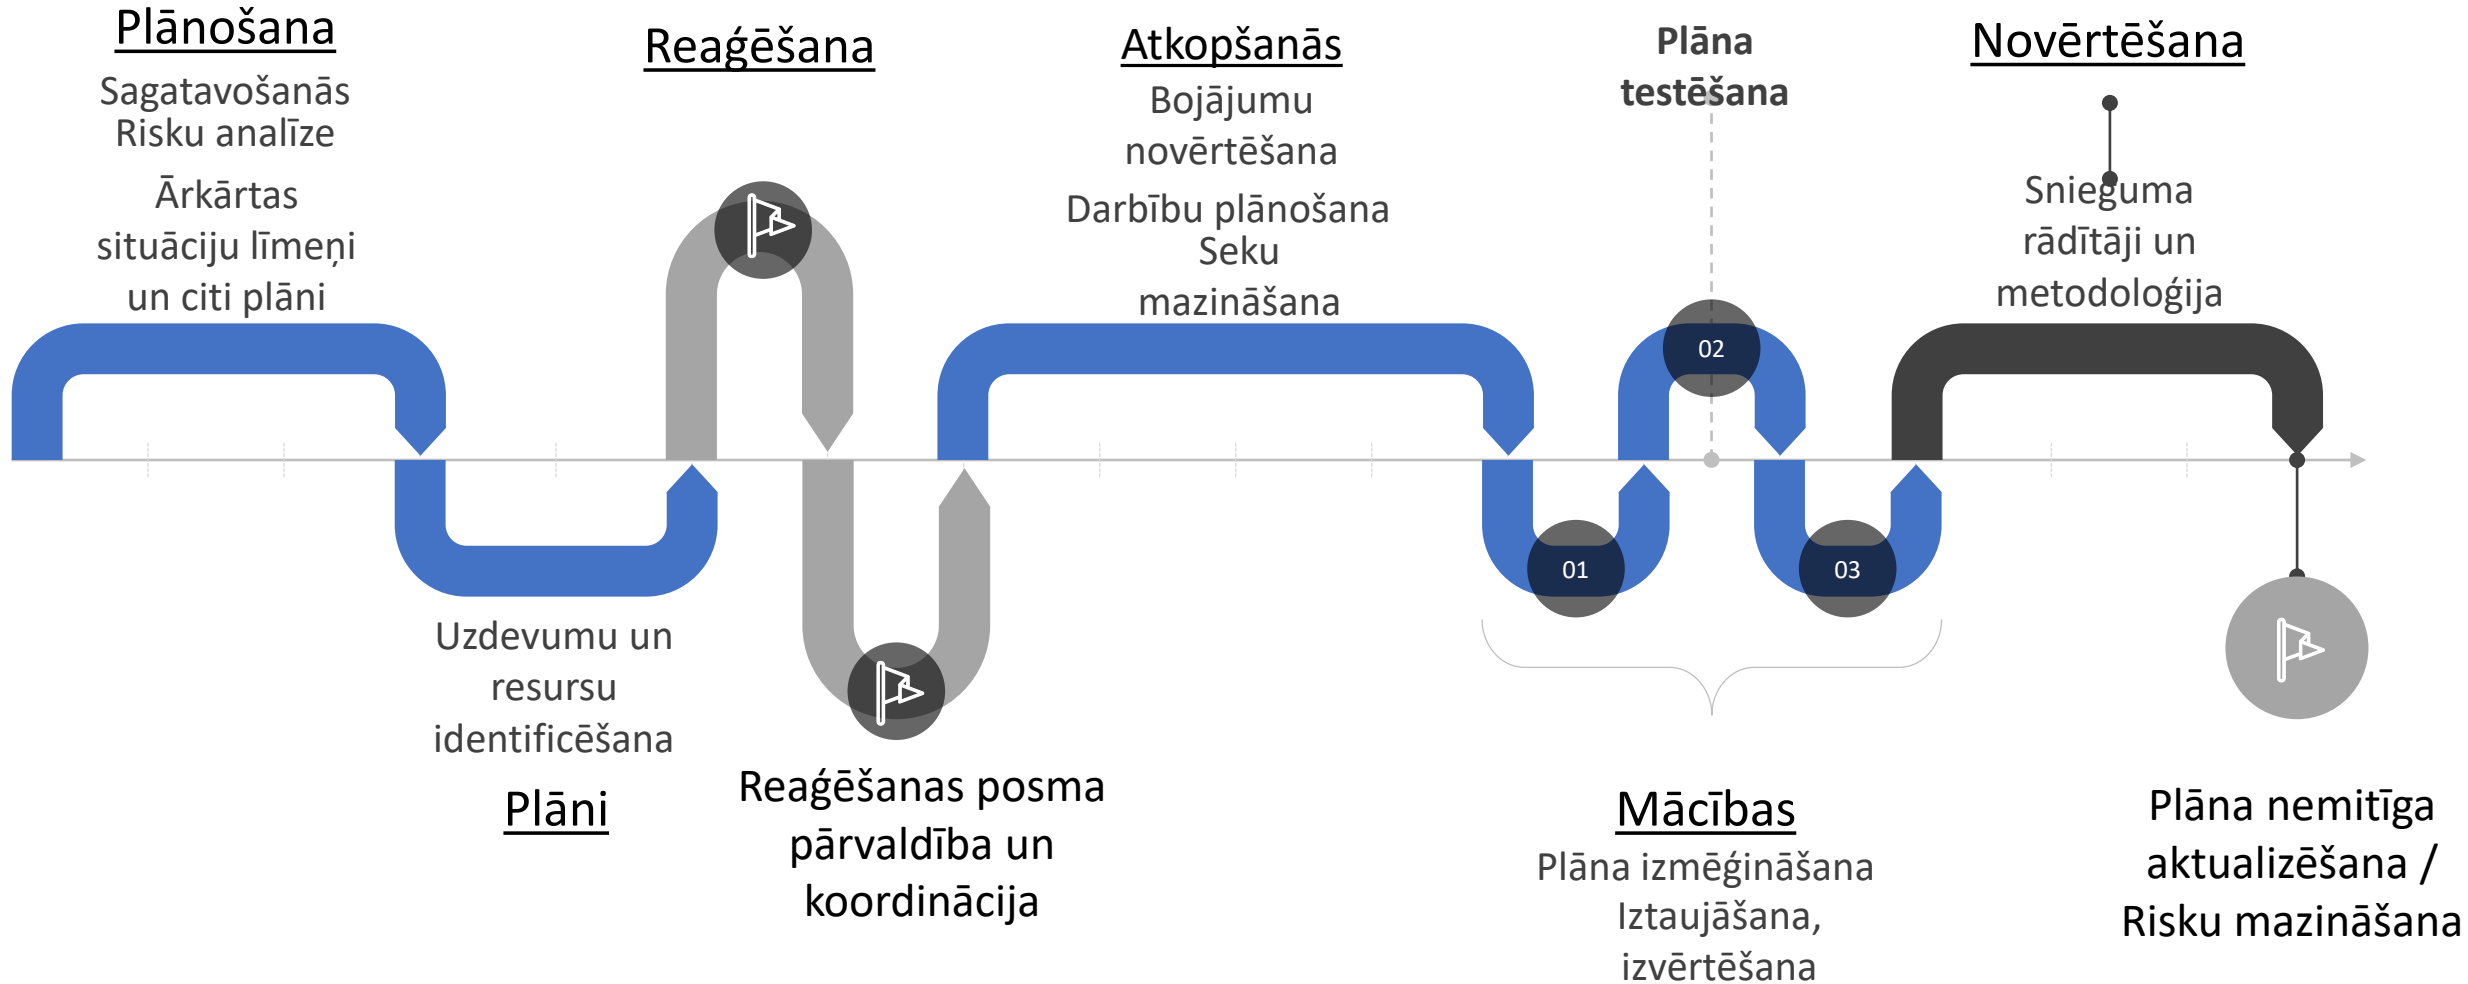 Plānošana
Sagatavošanās
Risku analīze
Ārkārtas
situāciju līmeņi
un citi plāni
Uzdevumu un
resursu
identificēšana
Plāni
Reaģēšana
Reaģēšanas posma
pārvaldība un
koordinācija
Atkopšanās
Bojājumu
novērtēšana
Darbību plānošana
Seku
mazināšana
Plāna
testēšana
02
01
03
Mācības
Plāna izmēģināšana
Iztaujāšana,
izvērtēšana
Novērtēšana
Snieguma
rādītāji un
metodoloģija
Plāna nemitīga
aktualizēšana /
Risku mazināšana